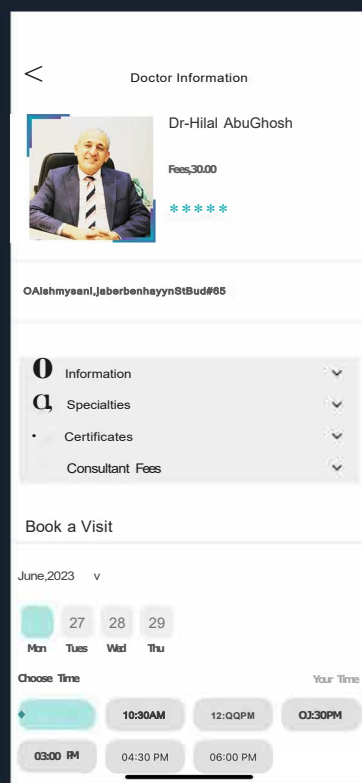 <
Doctor Information
Dr-Hilal AbuGhosh
Fees,30.00
*****
OAlshmysanl,jaberbenhayynStBud#65
O Information
a, Specialties
• Certificates
Consultant Fees
Book a Visit
June,2023 v
27 28 29
Mon Tues Wed Thu
Choose Time Your Time
10:30AM 12:QQPM OJ:30PM
03:00 PM 04:30 PM 06:00 PM